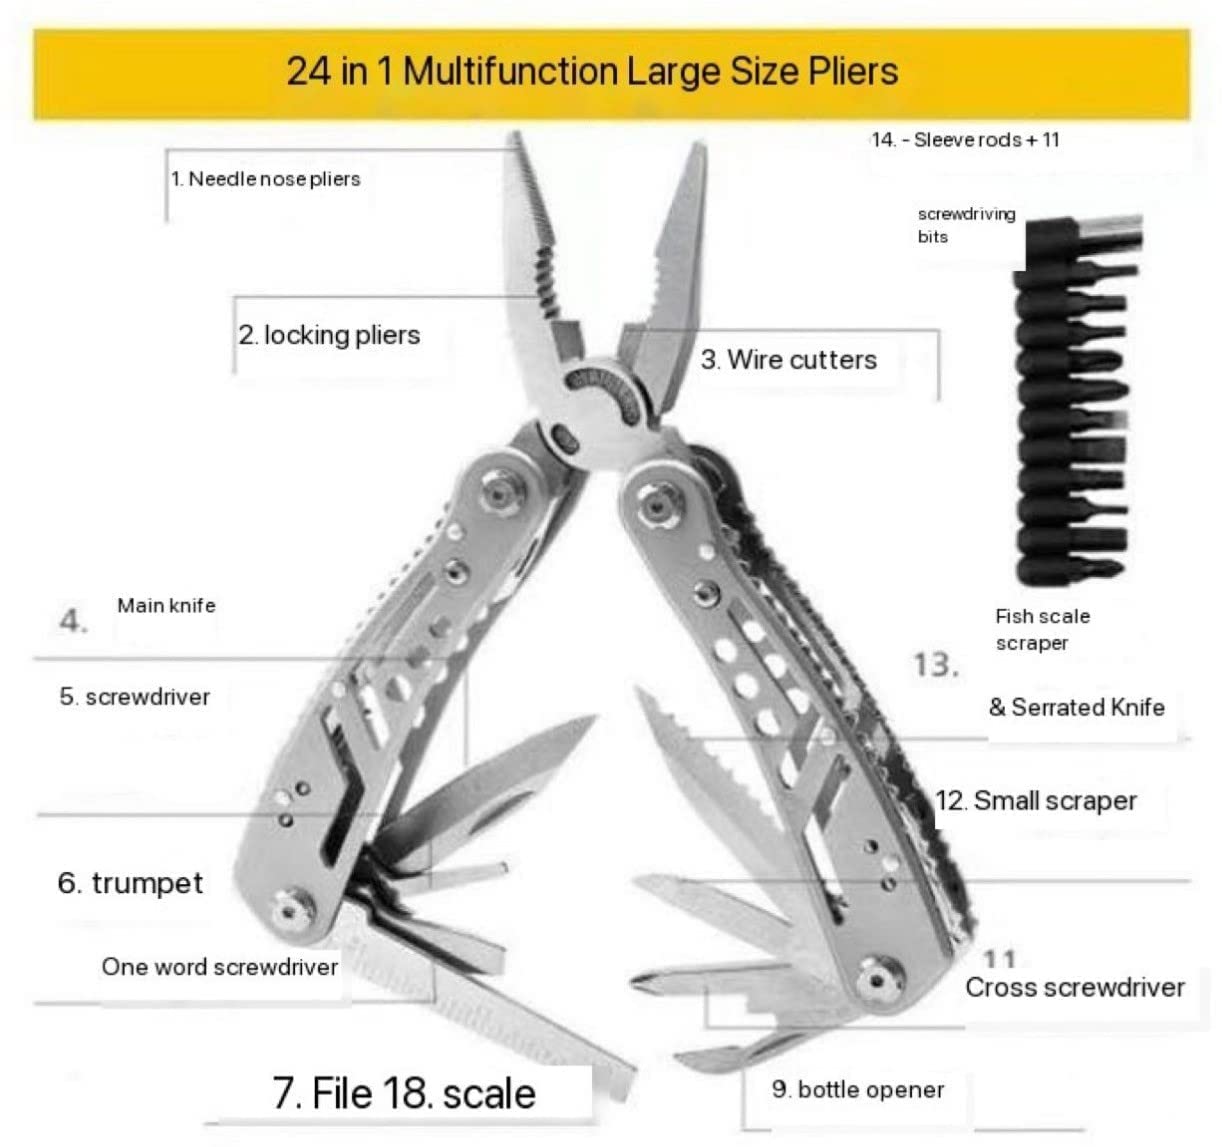 24 in 1 Multifunction Large Size Pliers
14. - Sleeve rods + 11
1. Needle nose pliers
screwdriving
bits
2. locking pliers
3. Wire cutters
4. Main knife
Fish scale
scraper
13.
5. screwdriver
& Serrated Knife
12. Small scraper
6. trumpet
One word screwdriver
11
Cross screwdriver
7. File 18. scale
9. bottle opener